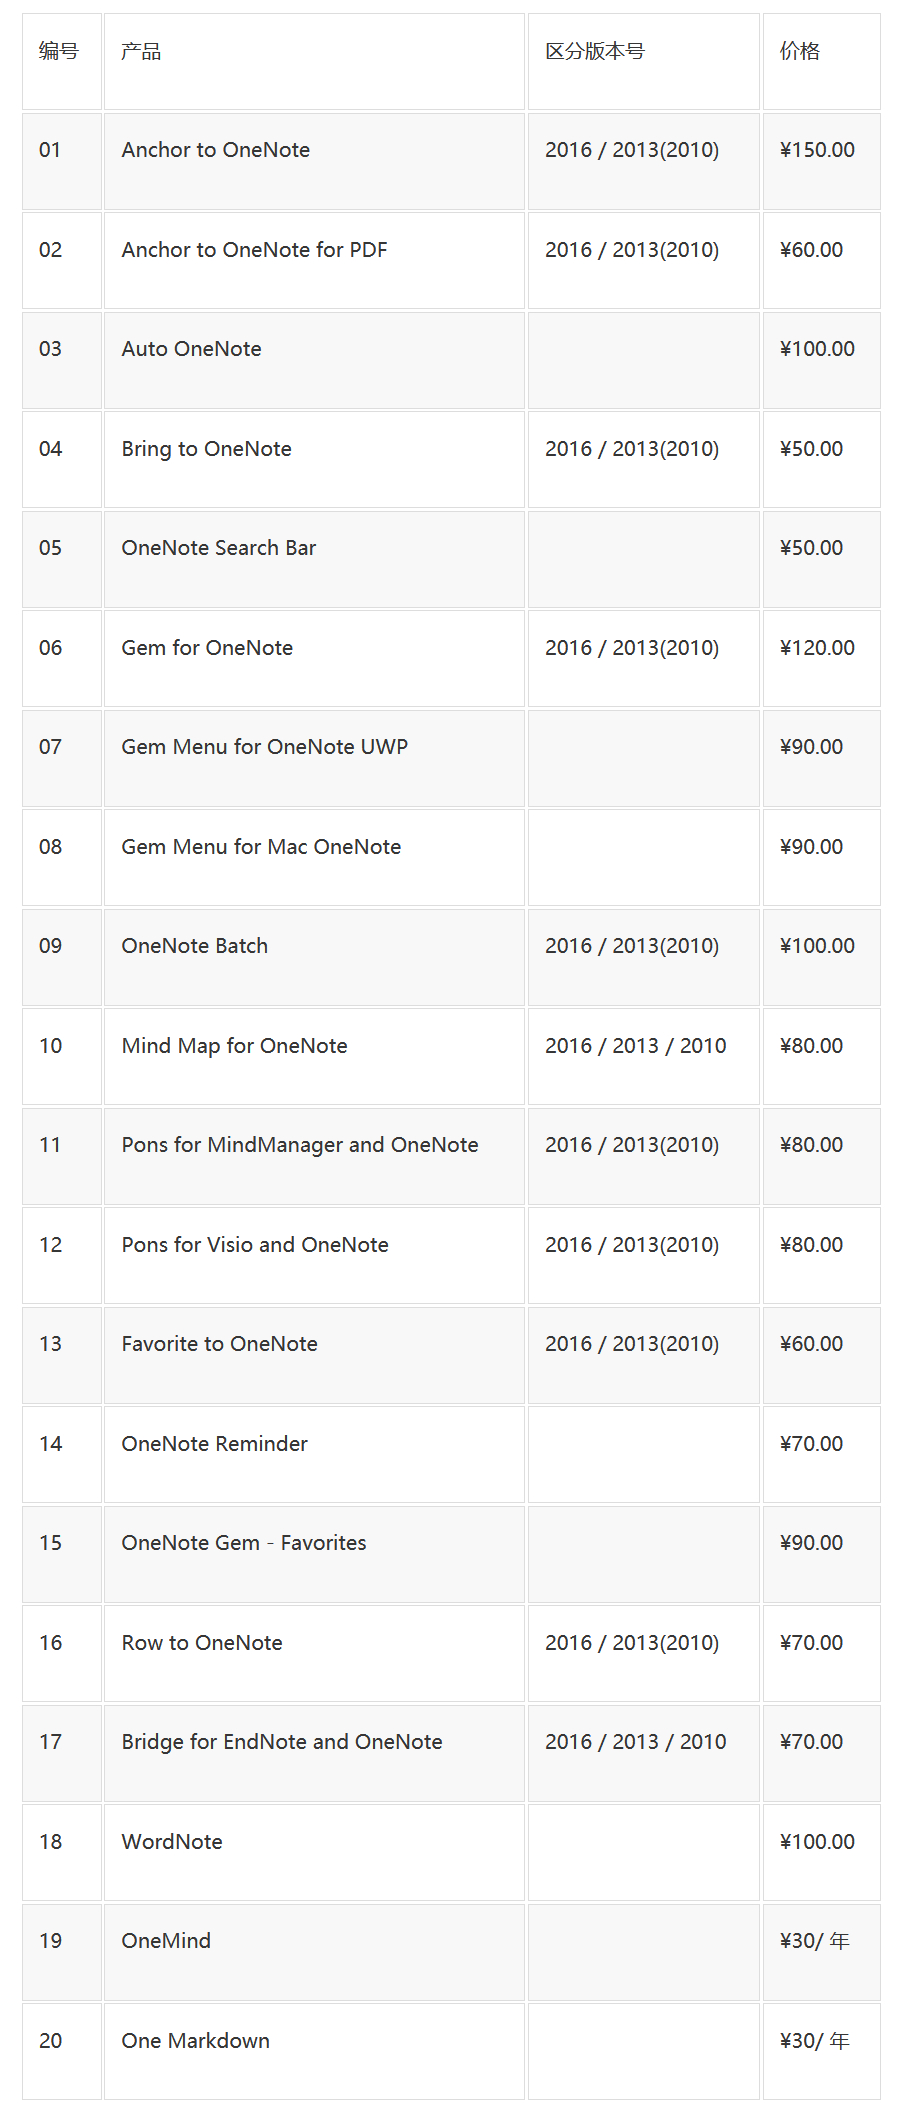 编号 产品 区分版本号 价格
01 Anchor to OneNote 2016 / 2013(2010) ¥150.00
02 Anchor to OneNote for PDF 2016 / 2013(2010) ¥60.00
03 Auto OneNote ¥100.00
04 Bring to OneNote 2016 / 2013(2010) ¥50.00
05 OneNote Search Bar ¥50.00
06 Gem for OneNote 2016 / 2013(2010) ¥120.00
07 Gem Menu for OneNote UWP ¥90.00
08 Gem Menu for Mac OneNote ¥90.00
09 OneNote Batch 2016 / 2013(2010) ¥100.00
10 Mind Map for OneNote 2016 / 2013 / 2010 ¥80.00
11 Pons for MindManager and OneNote 2016 / 2013(2010) ¥80.00
12 Pons for Visio and OneNote 2016 / 2013(2010) ¥80.00
13 Favorite to OneNote 2016 / 2013(2010) ¥60.00
14 OneNote Reminder ¥70.00
15 OneNote Gem - Favorites ¥90.00
16 Row to OneNote 2016 / 2013(2010) ¥70.00
17 Bridge for EndNote and OneNote 2016 / 2013 / 2010 ¥70.00
18 WordNote ¥100.00
19 OneMind ¥30/ 年
20 One Markdown ¥30/ 年